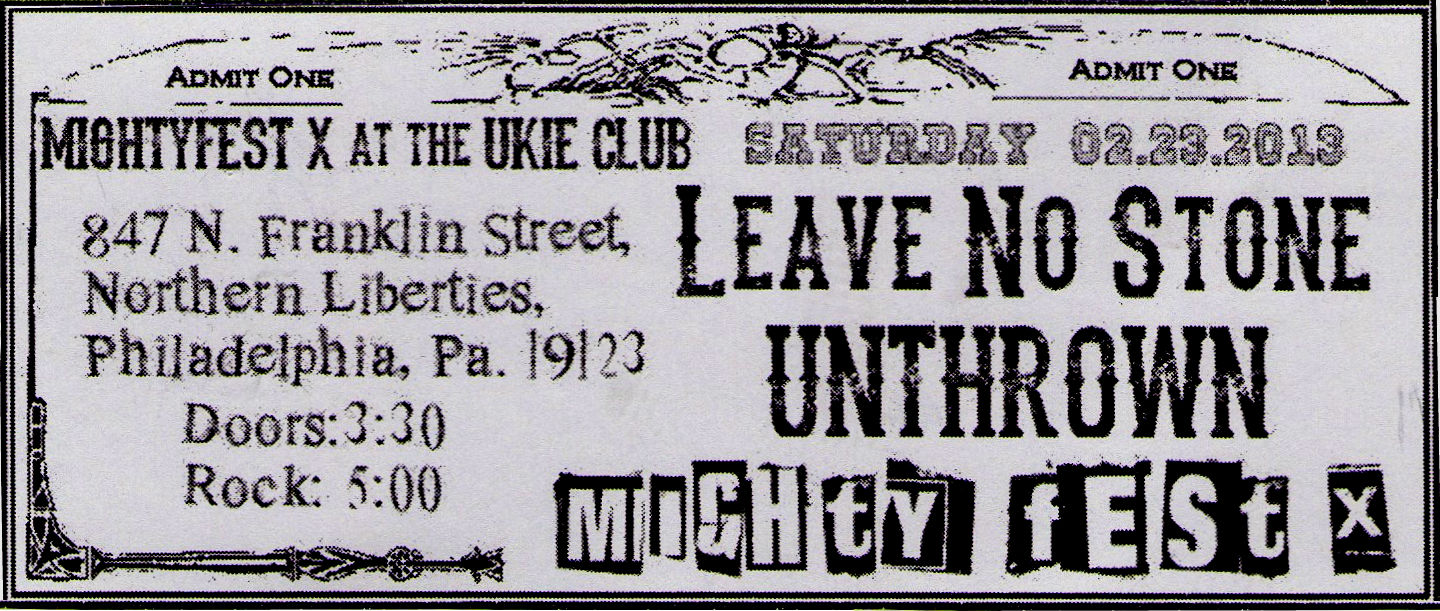 ADMIT ONE
ADMIT ONE
MIGHTYFEST X AT THE UKIE CLUB
SATURDAY 02.23.2013
847 N. Franklin Street,
Northern Liberties,
Philadelphia, Pa. 19123
Doors:3:30
Rock: 5:00
LEAVE NO STONE
UNTHROWN
MIGHty fESt X